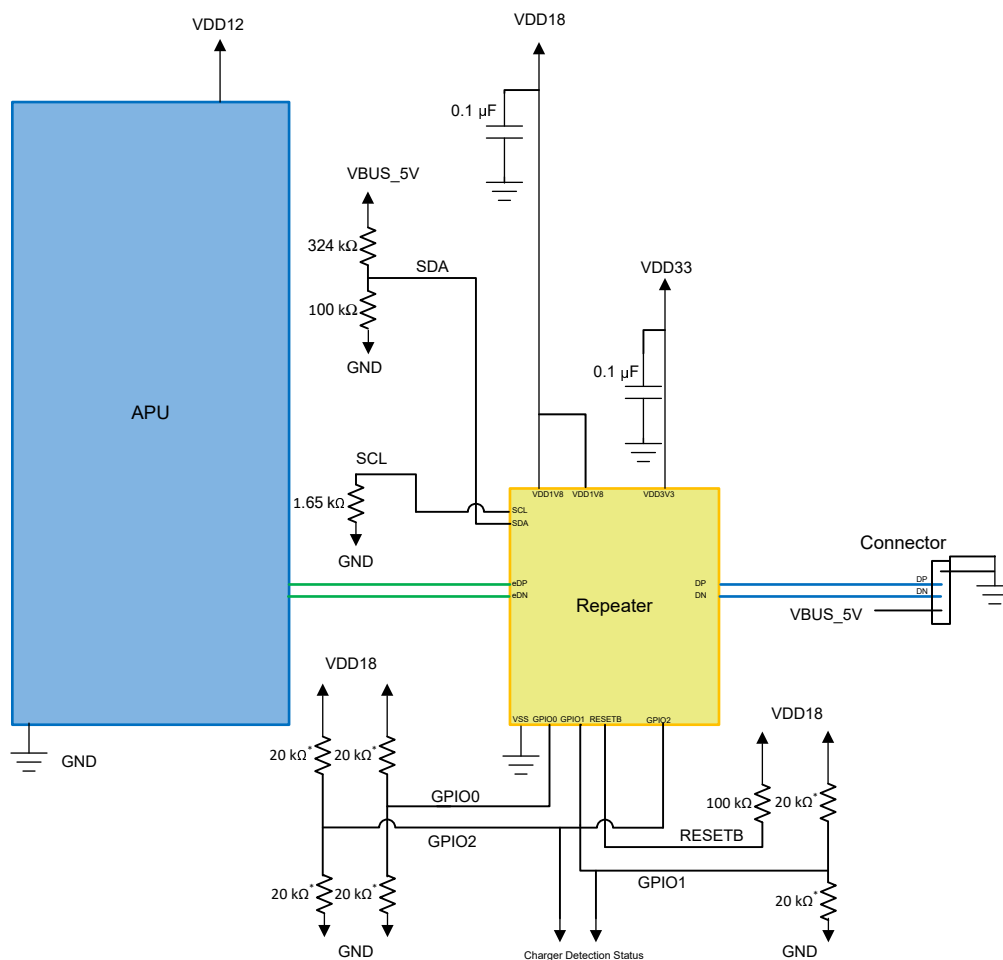 VDD12
VDD18
0.1 µF
VBUS_5V
324 kΩ
SDA
100 kΩ
GND
VDD33
0.1 µF
APU
SCL
1.65 kΩ
GND
VDD1V8
VDD1V8
VDD3V3
SCL
SDA
eDP
eDN
Repeater
DP
DN
Connector
DP
DN
VBUS_5V
VSS
GPIO0
GPIO1
RESETB
GPIO2
GND
VDD18
20 kΩ*
20 kΩ*
GPIO0
GPIO2
20 kΩ*
20 kΩ*
GND
VDD18
100 kΩ
20 kΩ*
RESETB
GPIO1
20 kΩ*
GND
Charger Detection Status